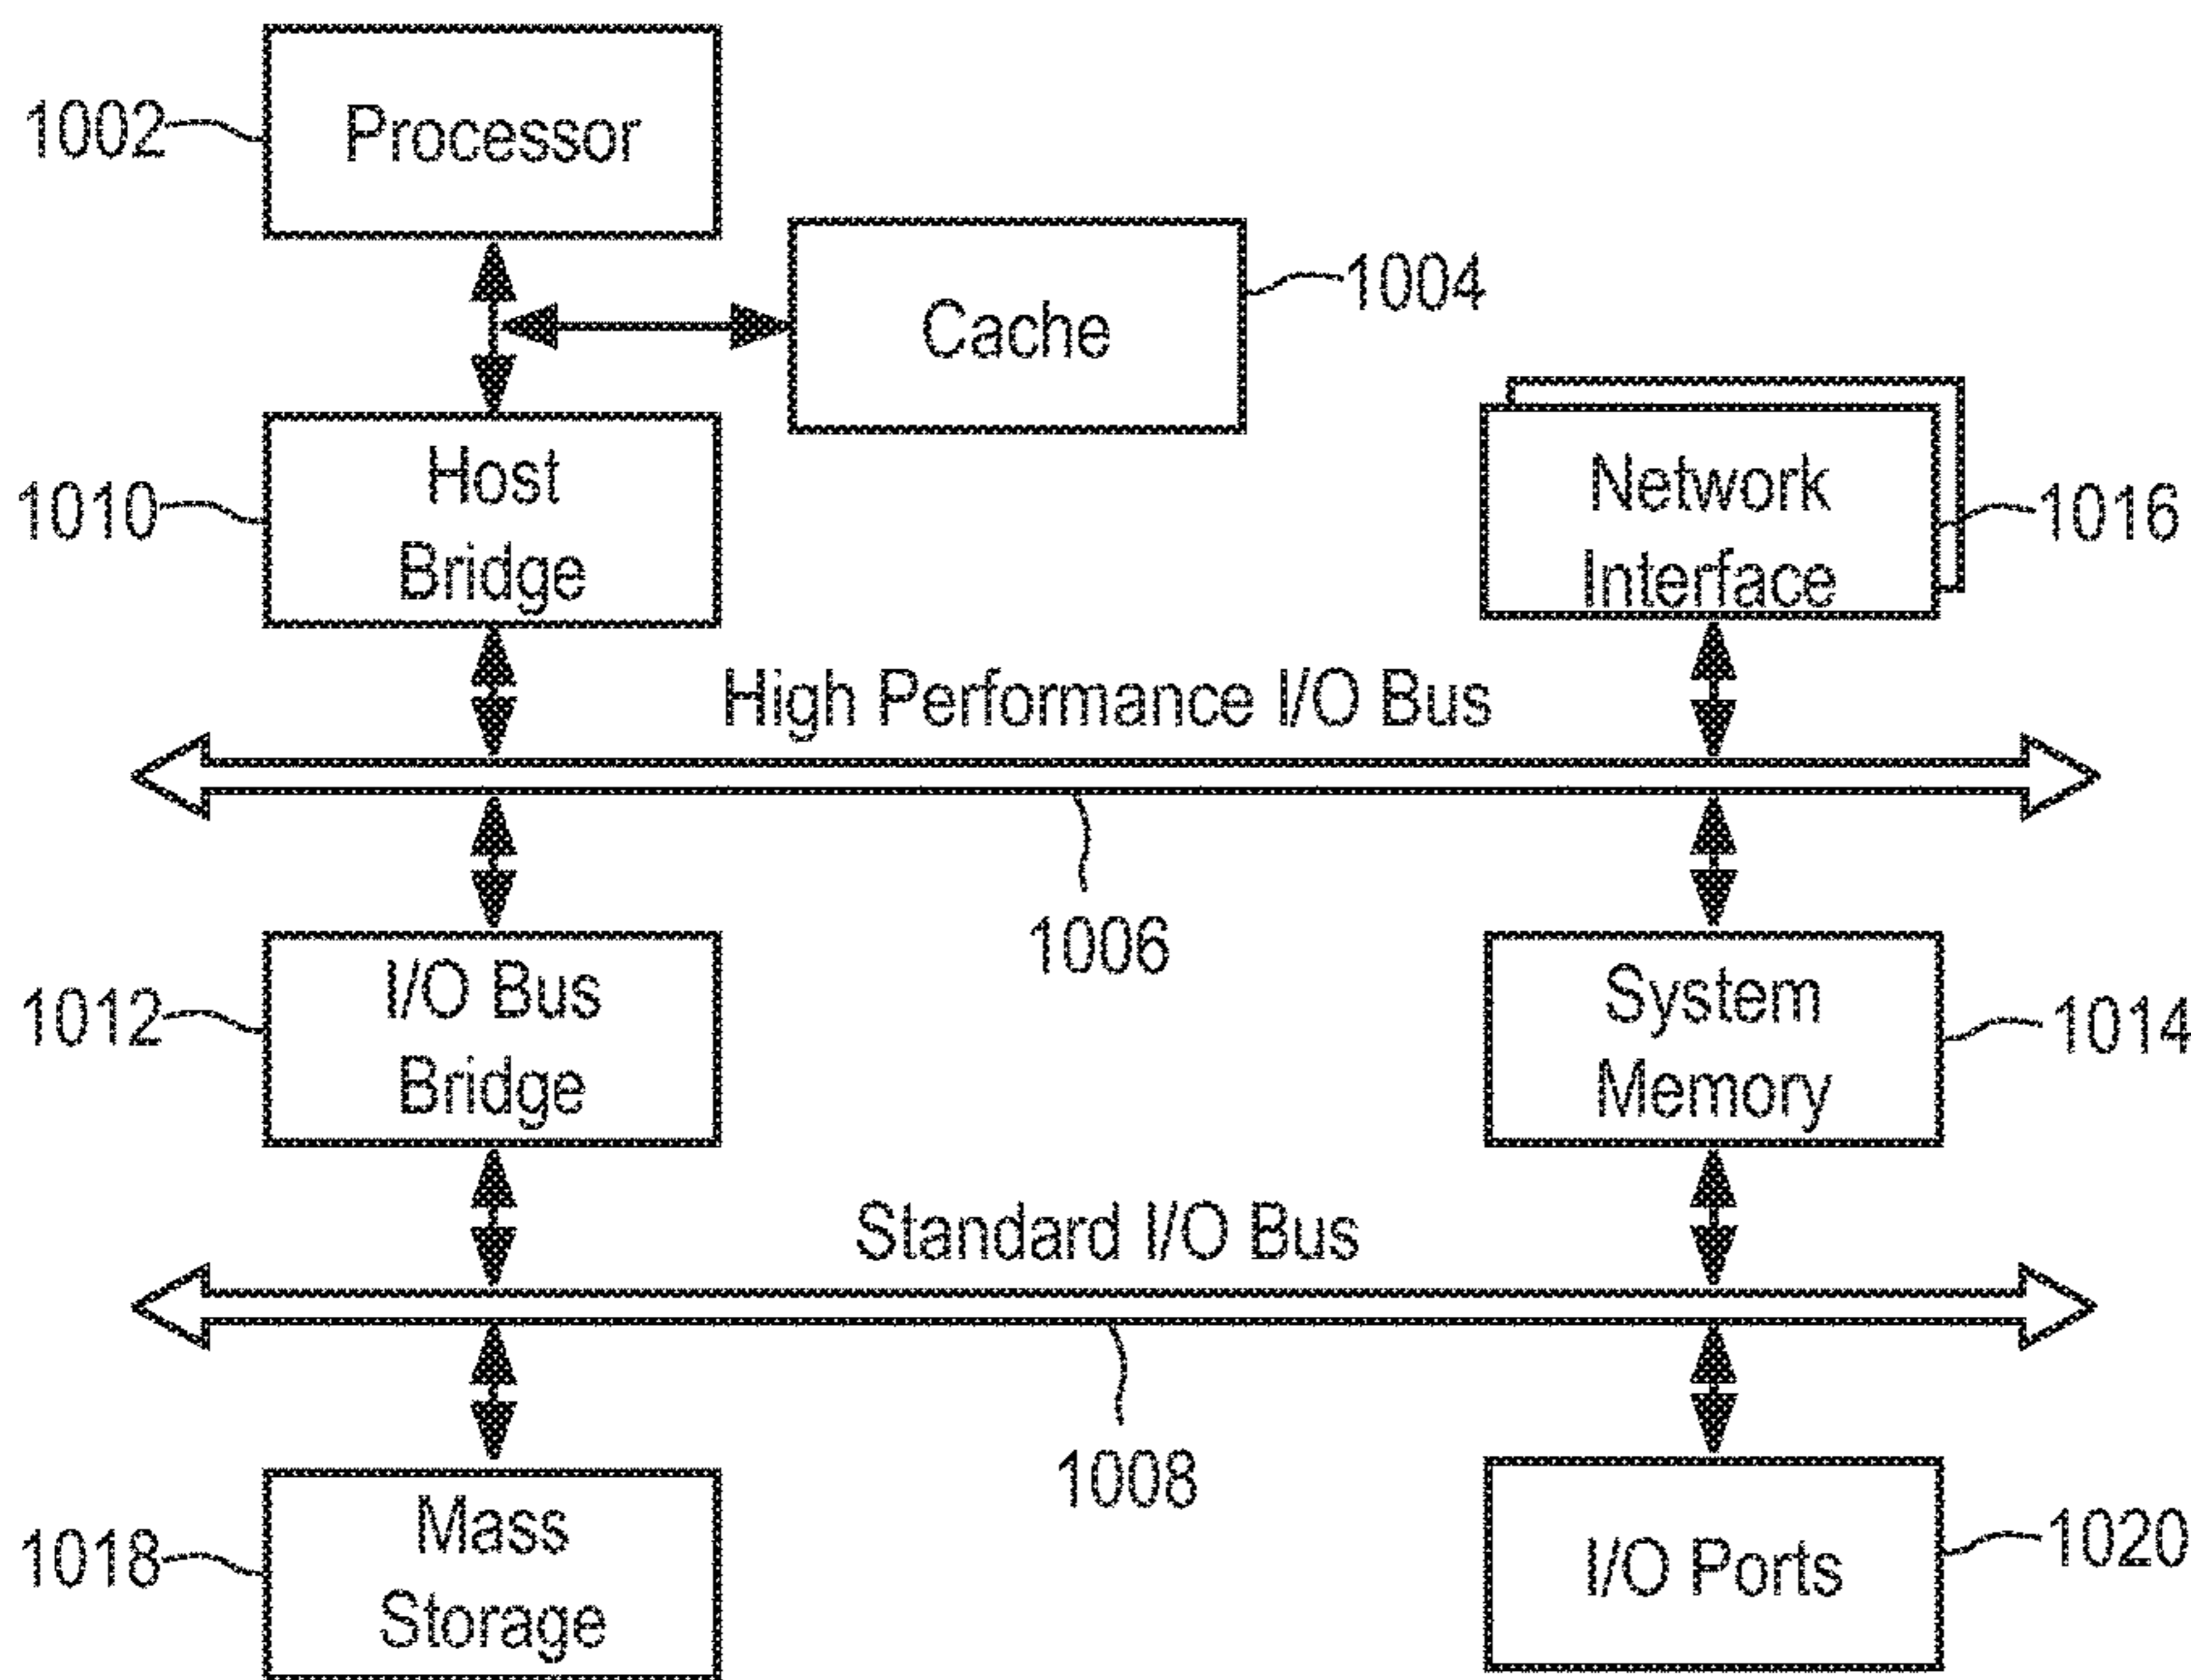 1002
Processor
Cache
1004
1010
Host
Bridge
Network
Interface
1016
High Performance I/O Bus
1006
1012
I/O Bus
Bridge
System
Memory
1014
Standard I/O Bus
1008
1018
Mass
Storage
I/O Ports
1020